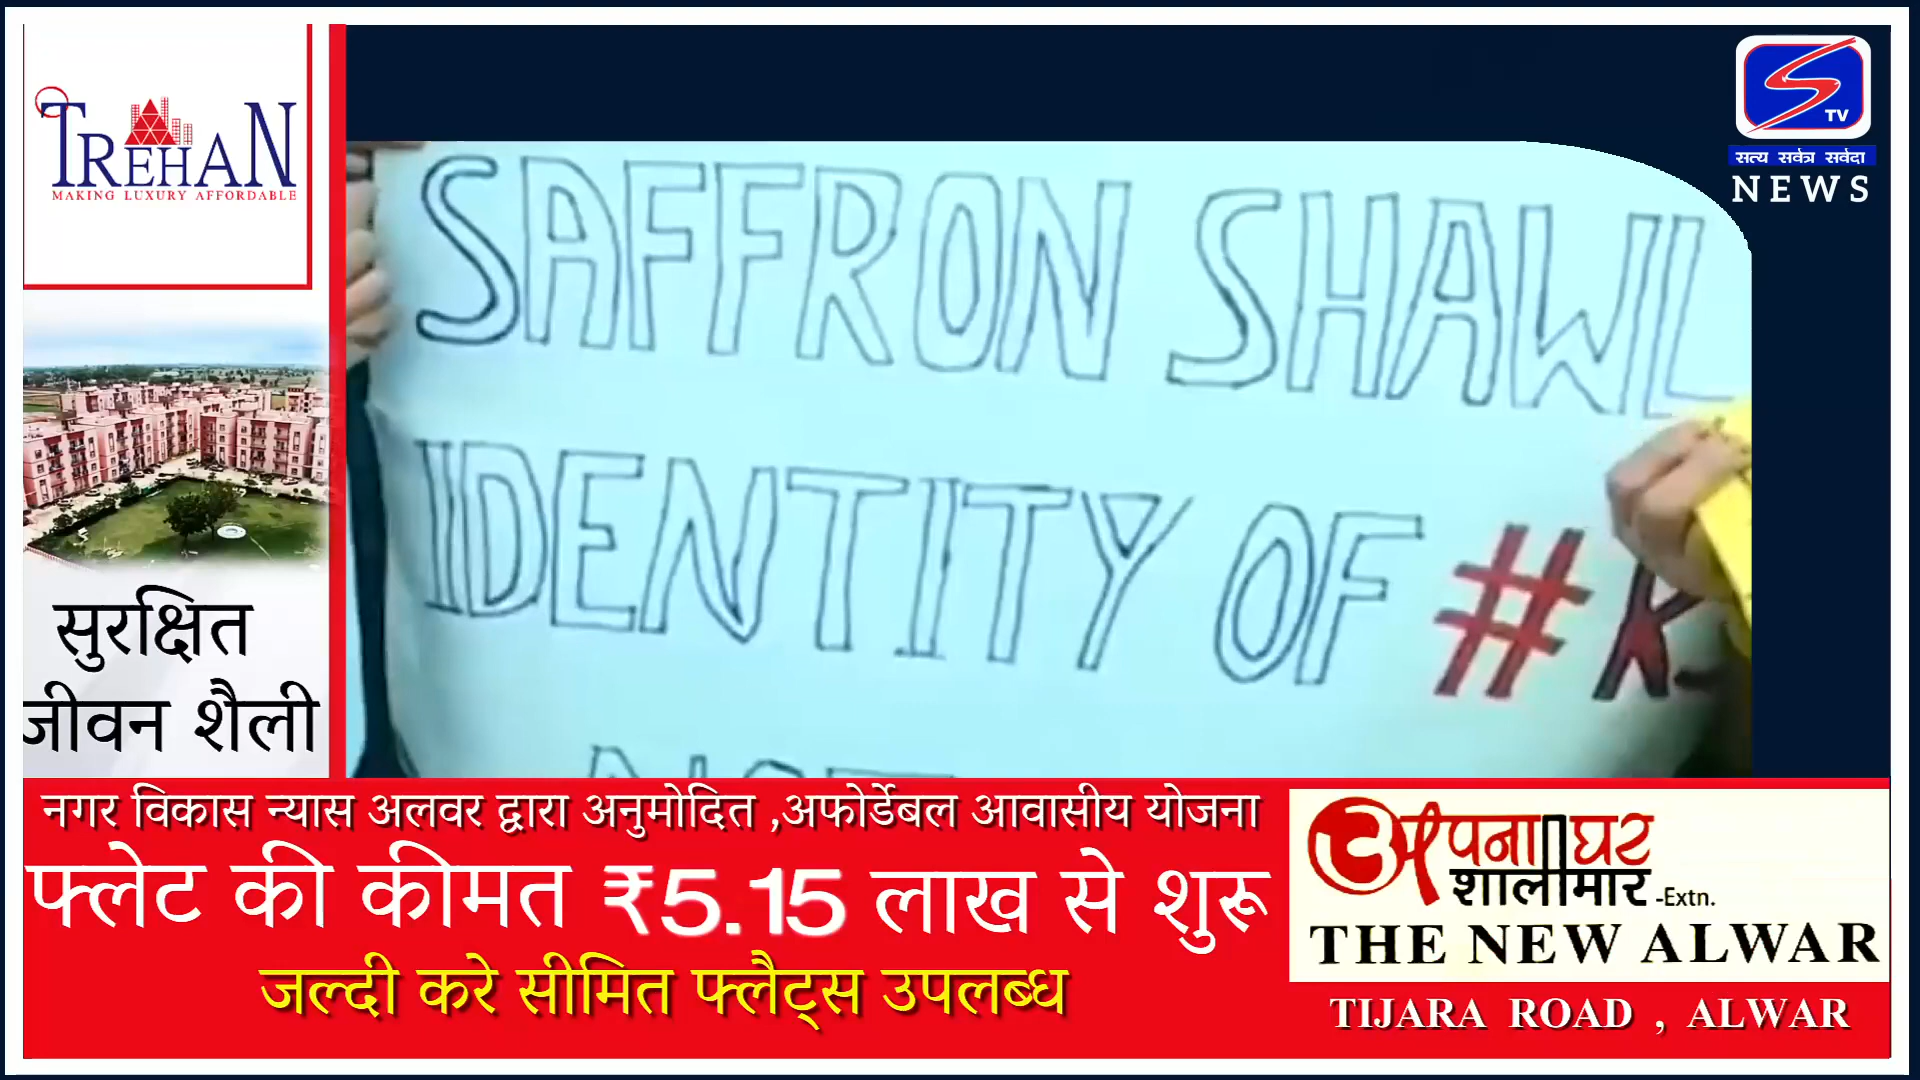 TREHAN
MAKING LUXURY AFFORDABLE
सुरक्षित
जीवन शैली
SAFFRON SHAWL
IDENTITY OF #K
S TV
सत्य सर्वत्र सर्वदा
NEWS
नगर विकास न्यास अलवर द्वारा अनुमोदित ,अफोर्डेबल आवासीय योजना
फ्लेट की कीमत ₹5.15 लाख से शुरू
जल्दी करे सीमित फ्लैट्स उपलब्ध
अपना घर
शालीमार -Extn.
THE NEW ALWAR
TIJARA ROAD , ALWAR